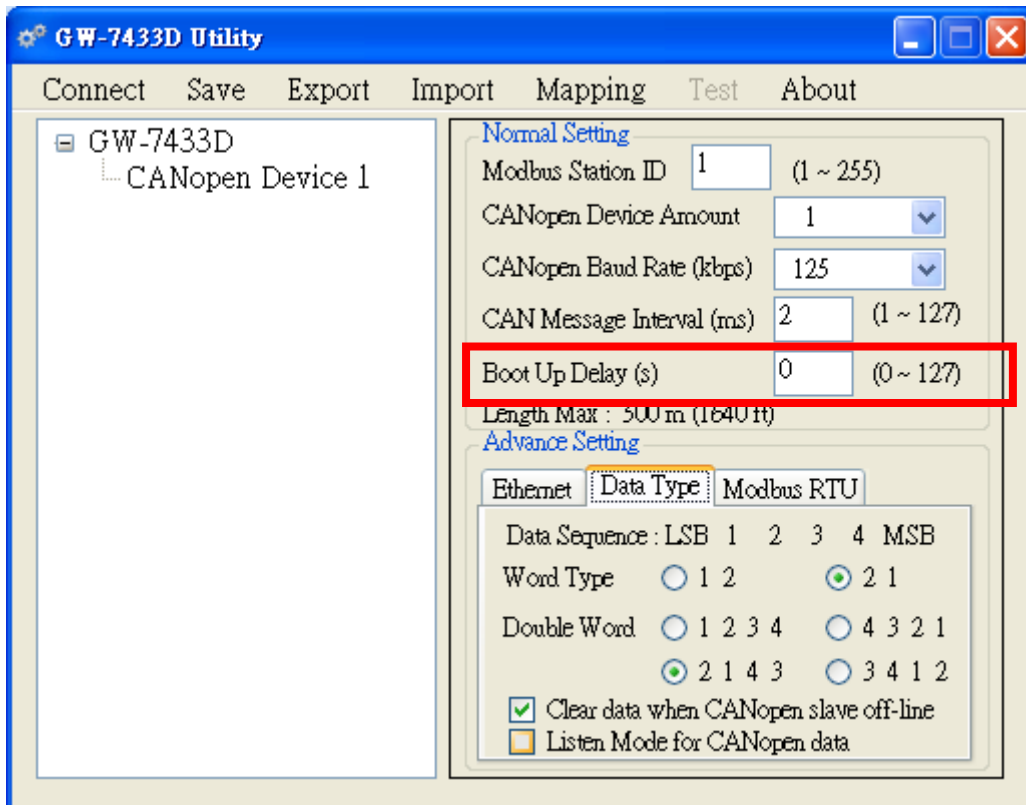 GW-7433D Utility
Connect Save Export Import Mapping Test About
GW-7433D
CANopen Device 1
Normal Setting
Modbus Station ID 1 (1 ~ 255)
CANopen Device Amount 1
CANopen Baud Rate (kbps) 125
CAN Message Interval (ms) 2 (1 ~ 127)
Boot Up Delay (s) 0 (0 ~ 127)
Length Max : 500 m (1640 ft)
Advance Setting
Ethernet Data Type Modbus RTU
Data Sequence : LSB 1 2 3 4 MSB
Word Type 1 2 2 1
Double Word 1 2 3 4 4 3 2 1
2 1 4 3 3 4 1 2
Clear data when CANopen slave off-line
Listen Mode for CANopen data